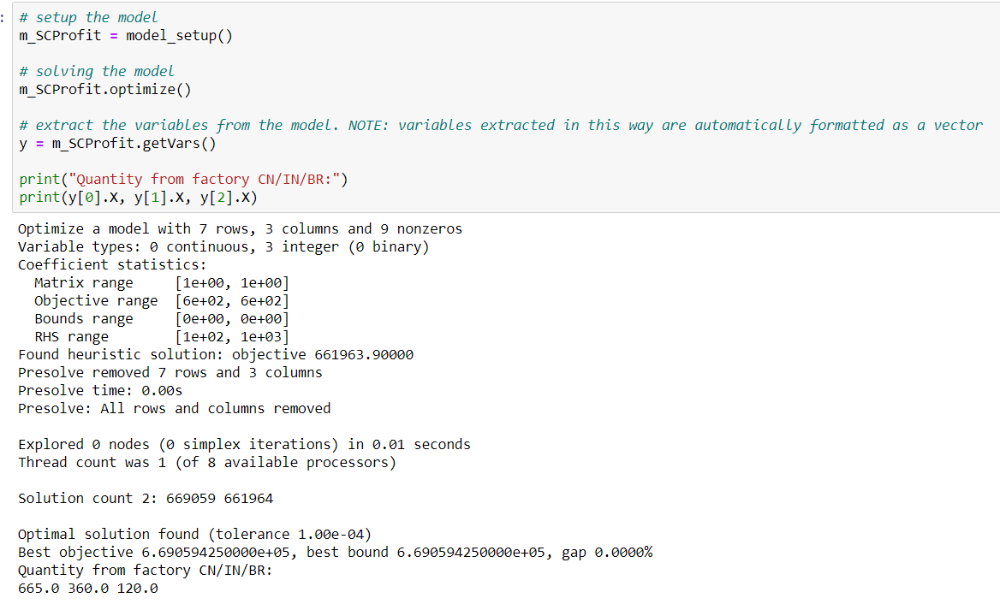 :
# setup the model
m_SCProfit = model_setup()
# solving the model
m_SCProfit.optimize()
# extract the variables from the model. NOTE: variables extracted in this way are automatically formatted as a vector
y = m_SCProfit.getVars()
print("Quantity from factory CN/IN/BR:")
print(y[0].X, y[1].X, y[2].X)
Optimize a model with 7 rows, 3 columns and 9 nonzeros
Variable types: 0 continuous, 3 integer (0 binary)
Coefficient statistics:
  Matrix range     [1e+00, 1e+00]
  Objective range  [6e+02, 6e+02]
  Bounds range     [0e+00, 0e+00]
  RHS range        [1e+02, 1e+03]
Found heuristic solution: objective 661963.90000
Presolve removed 7 rows and 3 columns
Presolve time: 0.00s
Presolve: All rows and columns removed
Explored 0 nodes (0 simplex iterations) in 0.01 seconds
Thread count was 1 (of 8 available processors)
Solution count 2: 669059 661964
Optimal solution found (tolerance 1.00e-04)
Best objective 6.690594250000e+05, best bound 6.690594250000e+05, gap 0.0000%
Quantity from factory CN/IN/BR:
665.0 360.0 120.0